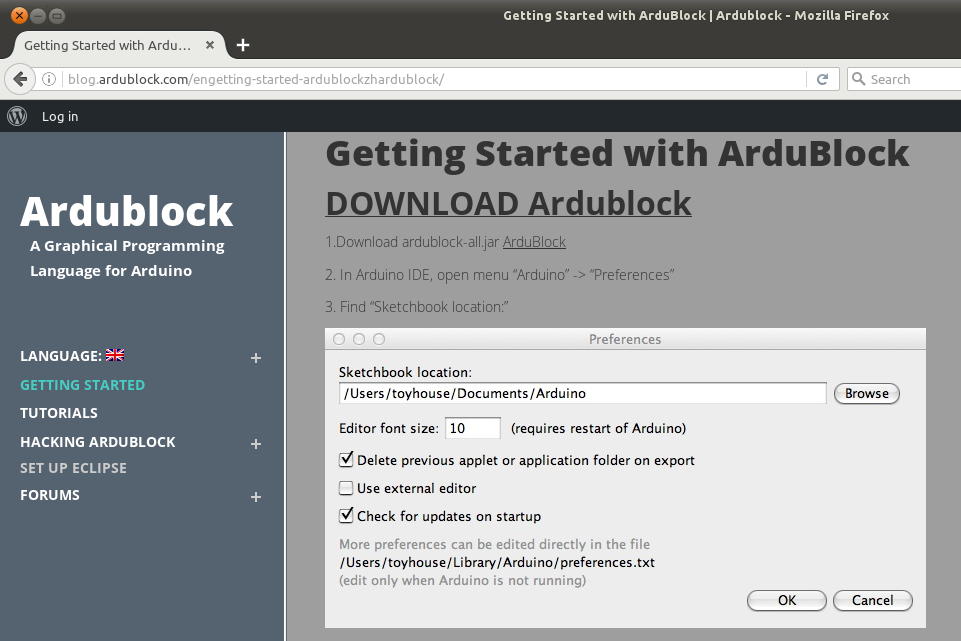 Getting Started with ArduBlock | Ardublock - Mozilla Firefox
Getting Started with Ardu...
blog.ardublock.com/engetting-started-ardublockzhardublock/
Search
Log in
Ardublock
A Graphical Programming
Language for Arduino
LANGUAGE:
GETTING STARTED
TUTORIALS
HACKING ARDUBLOCK
SET UP ECLIPSE
FORUMS
Getting Started with ArduBlock
DOWNLOAD Ardublock
1.Download ardublock-all.jar ArduBlock
2. In Arduino IDE, open menu “Arduino” -> “Preferences”
3. Find “Sketchbook location:”
Preferences
Sketchbook location:
/Users/toyhouse/Documents/Arduino
Browse
Editor font size: 10 (requires restart of Arduino)
Delete previous applet or application folder on export
Use external editor
Check for updates on startup
More preferences can be edited directly in the file
/Users/toyhouse/Library/Arduino/preferences.txt
(edit only when Arduino is not running)
OK Cancel